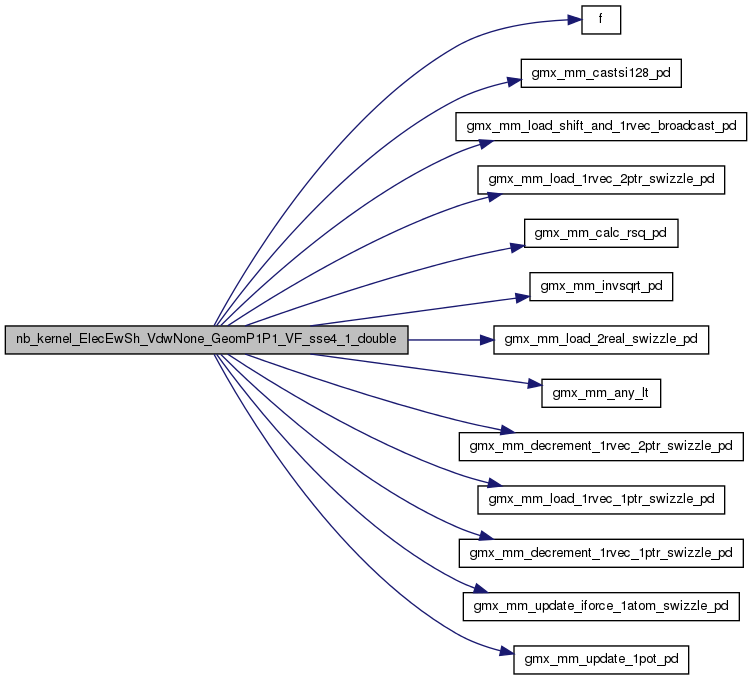 f
gmx_mm_castsi128_pd
gmx_mm_load_shift_and_1rvec_broadcast_pd
gmx_mm_load_1rvec_2ptr_swizzle_pd
gmx_mm_calc_rsq_pd
gmx_mm_invsqrt_pd
nb_kernel_ElecEwSh_VdwNone_GeomP1P1_VF_sse4_1_double
gmx_mm_load_2real_swizzle_pd
gmx_mm_any_lt
gmx_mm_decrement_1rvec_2ptr_swizzle_pd
gmx_mm_load_1rvec_1ptr_swizzle_pd
gmx_mm_decrement_1rvec_1ptr_swizzle_pd
gmx_mm_update_iforce_1atom_swizzle_pd
gmx_mm_update_1pot_pd